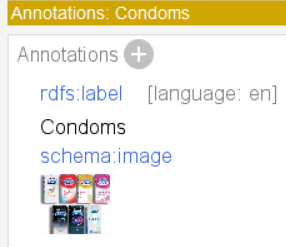 Annotations: Condoms
Annotations +
rdfs:label [language: en]
Condoms
schema:image